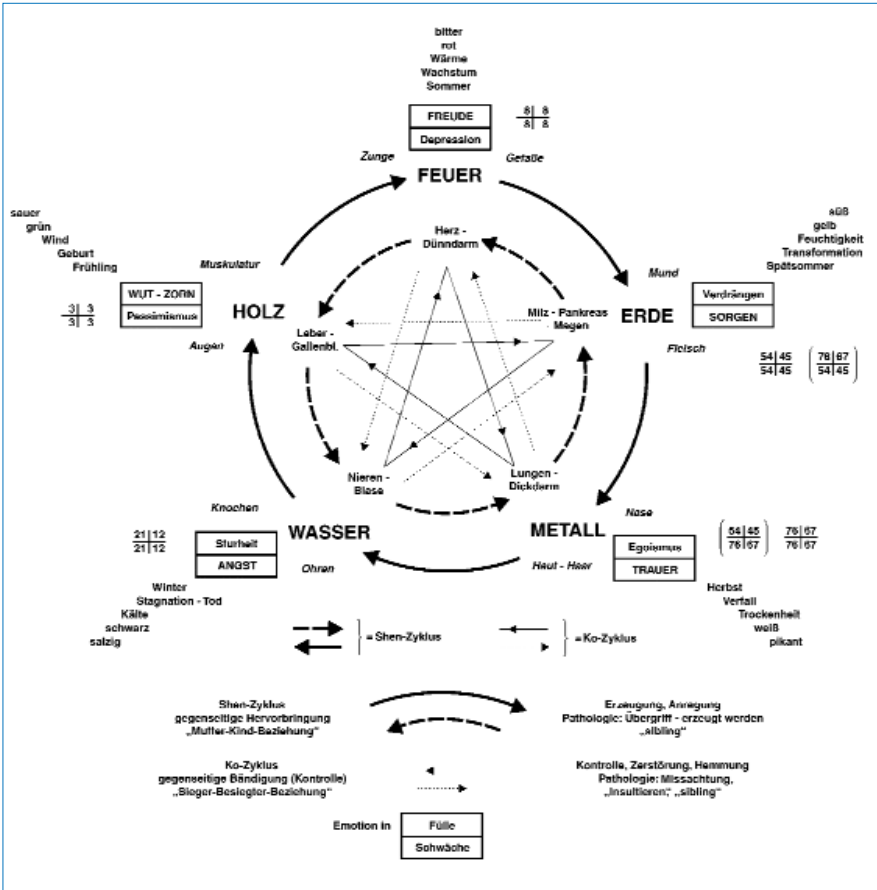 bitter
rot
Wärme
Wachstum
Sommer
FREUDE
Depression
8|8
8|8
Zunge
Gefäße
FEUER
sauer
grün
Wind
Geburt
Frühling
Muskulatur
WUT - ZORN
Pessimismus
3|3
3|3
HOLZ
Augen
süß
gelb
Feuchtigkeit
Transformation
Spätsommer
Mund
Verdrängen
SORGEN
ERDE
Fleisch
54|45
54|45
(76|67
54|45)
Herz -
Dünndarm
Leber -
Gallenbl.
Milz - Pankreas
Magen
Nieren -
Blase
Lungen -
Dickdarm
Knochen
21|12
21|12
Sturheit
ANGST
WASSER
Ohren
Winter
Stagnation - Tod
Kälte
schwarz
salzig
METALL
Nase
Egoismus
TRAUER
(54|45
76|67)
76|67
76|67
Haut - Haar
Herbst
Verfall
Trockenheit
weiß
pikant
} = Shen-Zyklus
} = Ko-Zyklus
Shen-Zyklus
gegenseitige Hervorbringung
„Mutter-Kind-Beziehung"
Erzeugung, Anregung
Pathologie: Übergriff - erzeugt werden
„sibling"
Ko-Zyklus
gegenseitige Bändigung (Kontrolle)
„Sieger-Besiegter-Beziehung"
Kontrolle, Zerstörung, Hemmung
Pathologie: Missachtung,
„Insultieren", „sibling"
Emotion in
Fülle
Schwäche